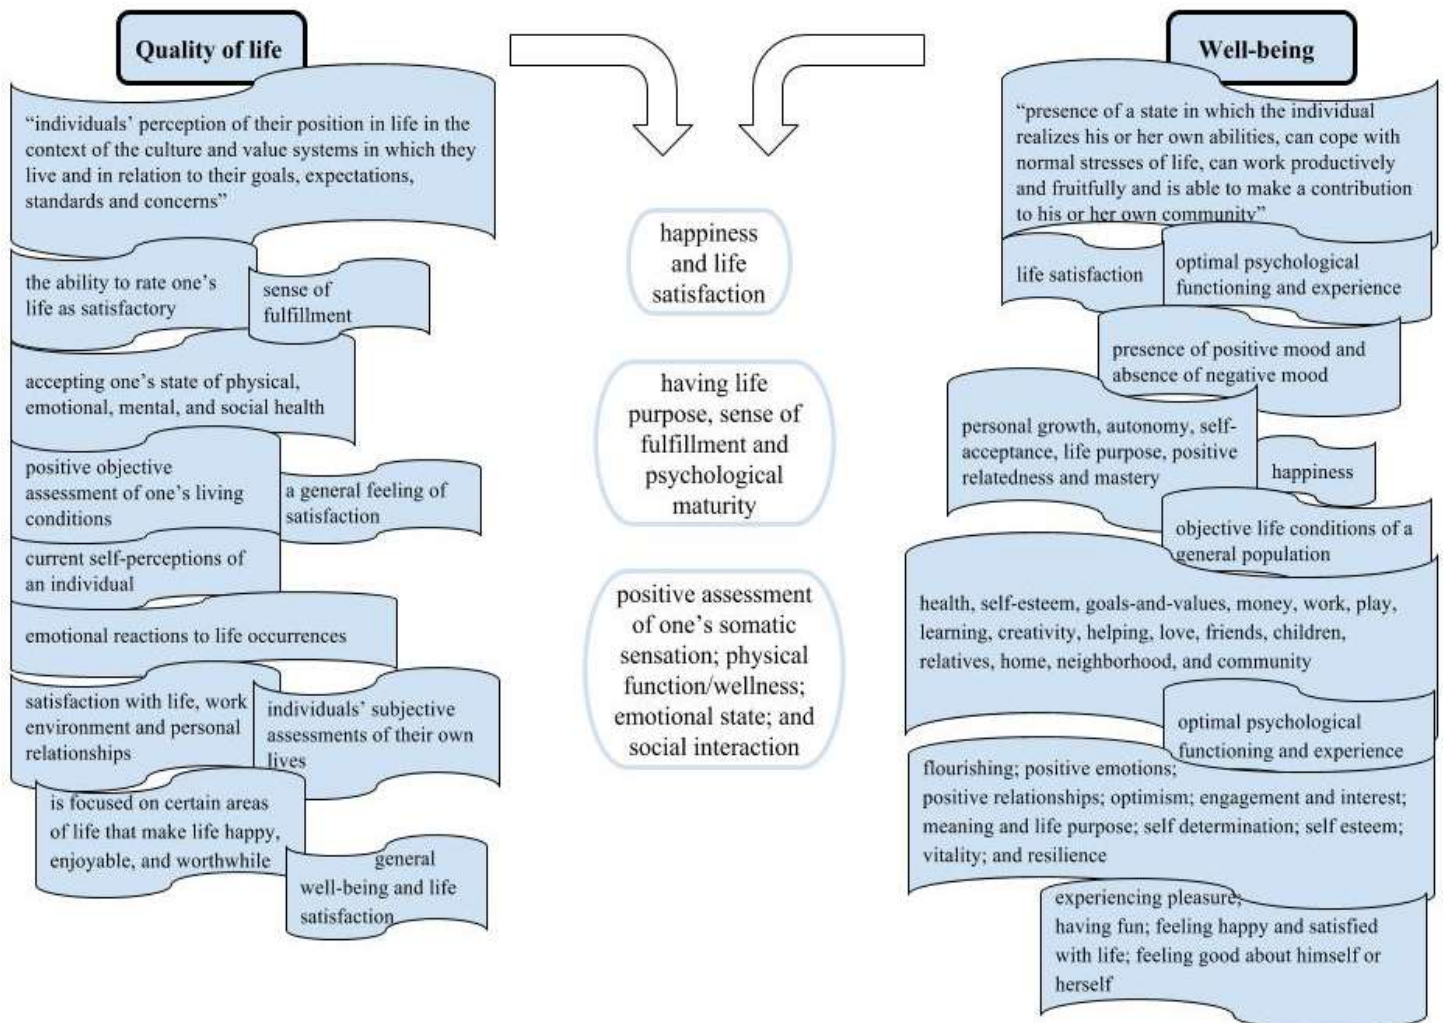 Quality of life
“individuals’ perception of their position in life in the
context of the culture and value systems in which they
live and in relation to their goals, expectations,
standards and concerns”
the ability to rate one’s
life as satisfactory
sense of
fulfillment
accepting one’s state of physical,
emotional, mental, and social health
positive objective
assessment of one’s living
conditions
a general feeling of
satisfaction
current self-perceptions of
an individual
emotional reactions to life occurrences
satisfaction with life, work
environment and personal
relationships
individuals’ subjective
assessments of their own
lives
is focused on certain areas
of life that make life happy,
enjoyable, and worthwhile
general
well-being and life
satisfaction
happiness
and life
satisfaction
having life
purpose, sense of
fulfillment and
psychological
maturity
positive assessment
of one’s somatic
sensation; physical
function/wellness;
emotional state; and
social interaction
Well-being
“presence of a state in which the individual
realizes his or her own abilities, can cope with
normal stresses of life, can work productively
and fruitfully and is able to make a contribution
to his or her own community”
life satisfaction
optimal psychological
functioning and experience
presence of positive mood and
absence of negative mood
personal growth, autonomy, self-
acceptance, life purpose, positive
relatedness and mastery
happiness
objective life conditions of a
general population
health, self-esteem, goals-and-values, money, work, play,
learning, creativity, helping, love, friends, children,
relatives, home, neighborhood, and community
optimal psychological
functioning and experience
flourishing; positive emotions;
positive relationships; optimism; engagement and interest;
meaning and life purpose; self determination; self esteem;
vitality; and resilience
experiencing pleasure;
having fun; feeling happy and satisfied
with life; feeling good about himself or
herself